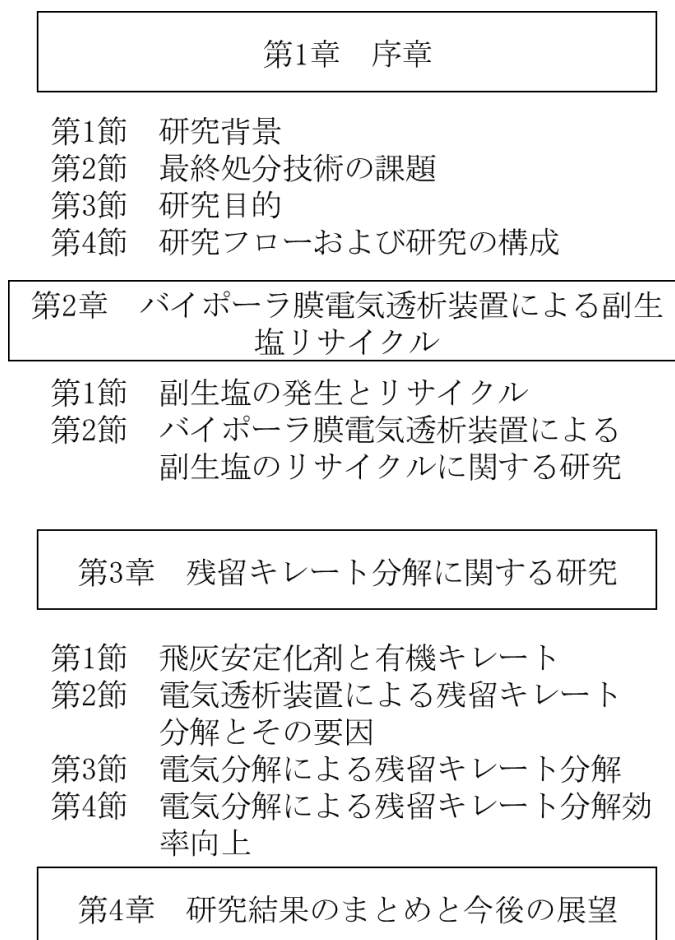 第1章　序章
第1節　研究背景
第2節　最終処分技術の課題
第3節　研究目的
第4節　研究フローおよび研究の構成
第2章　バイポーラ膜電気透析装置による副生
塩リサイクル
第1節　副生塩の発生とリサイクル
第2節　バイポーラ膜電気透析装置による
副生塩のリサイクルに関する研究
第3章　残留キレート分解に関する研究
第1節　飛灰安定化剤と有機キレート
第2節　電気透析装置による残留キレート
分解とその要因
第3節　電気分解による残留キレート分解
第4節　電気分解による残留キレート分解効
率向上
第4章　研究結果のまとめと今後の展望